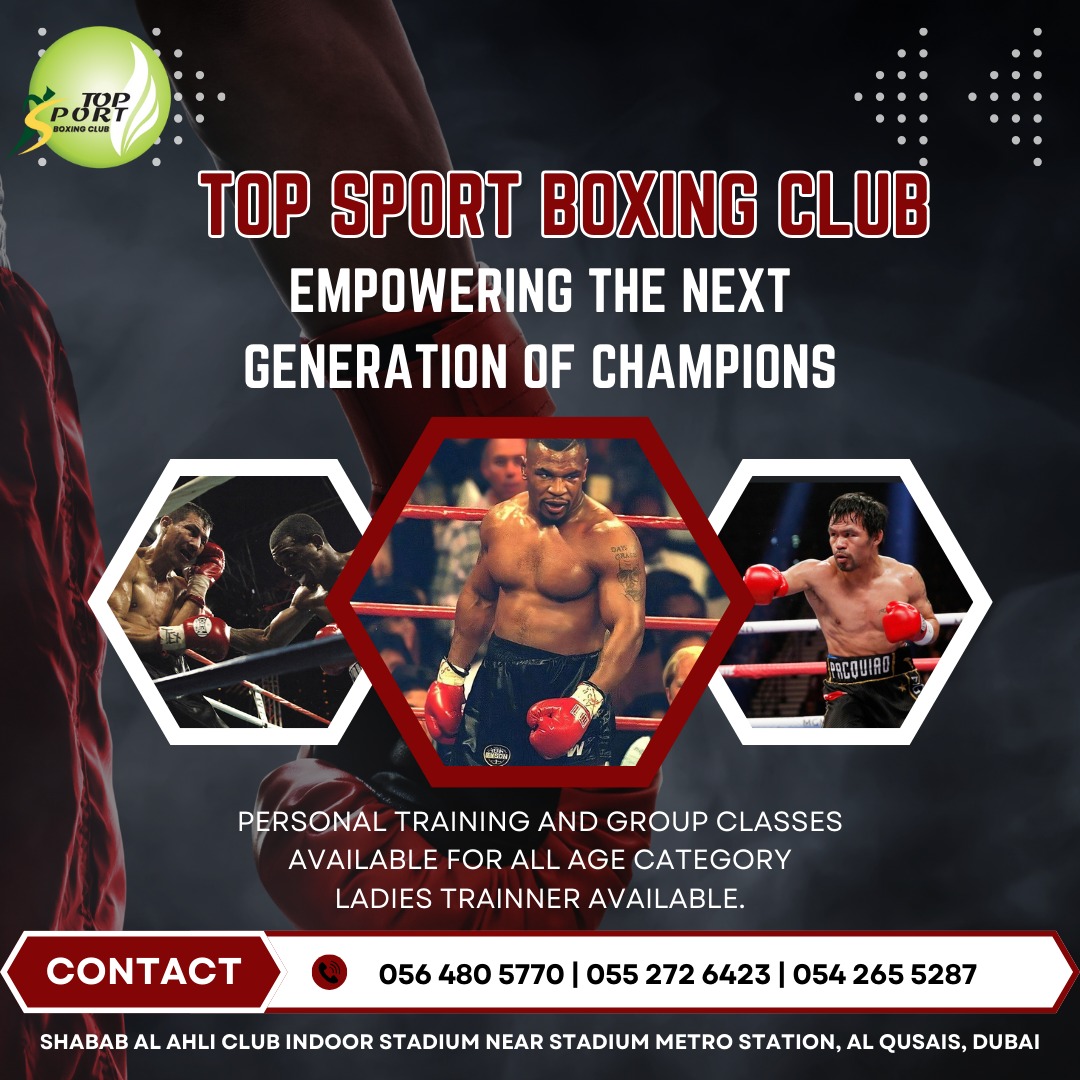 TOP
SPORT
BOXING CLUB
TOP SPORT BOXING CLUB
EMPOWERING THE NEXT
GENERATION OF CHAMPIONS
PACQUIAO
PERSONAL TRAINING AND GROUP CLASSES
AVAILABLE FOR ALL AGE CATEGORY
LADIES TRAINNER AVAILABLE.
CONTACT
056 480 5770 | 055 272 6423 | 054 265 5287
SHABAB AL AHLI CLUB INDOOR STADIUM NEAR STADIUM METRO STATION, AL QUSAIS, DUBAI